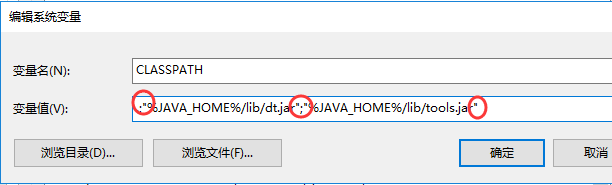 编辑系统变量
变量名(N):
CLASSPATH
变量值(V):
;"%JAVA_HOME%/lib/dt.jar";"%JAVA_HOME%/lib/tools.jar"
浏览目录(D)...
浏览文件(F)...
确定
取消